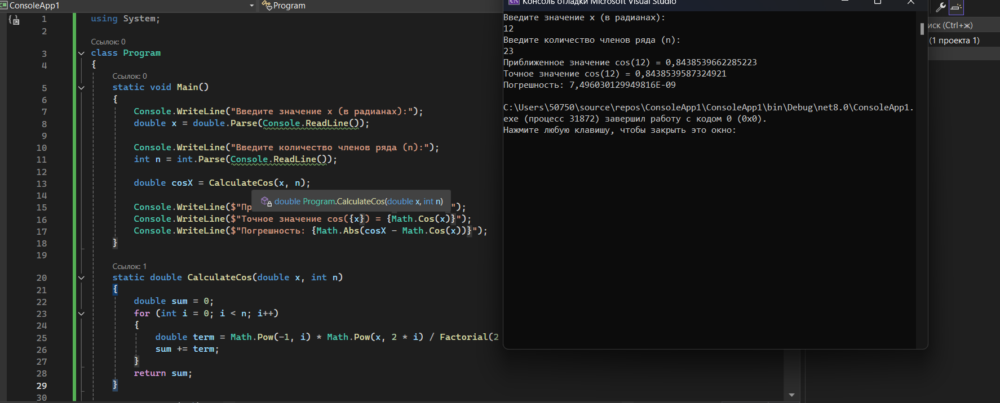 ConsoleApp1
Program
1 using System;
2
Ссылок: 0
3 class Program
4 {
Ссылок: 0
5 static void Main()
6 {
7 Console.WriteLine("Введите значение x (в радианах):");
8 double x = double.Parse(Console.ReadLine());
9
10 Console.WriteLine("Введите количество членов ряда (n):");
11 int n = int.Parse(Console.ReadLine());
12
13 double cosX = CalculateCos(x, n);
14
double Program.CalculateCos(double x, int n)
15 Console.WriteLine($"Пр ");
16 Console.WriteLine($"Точное значение cos({x}) = {Math.Cos(x)}");
17 Console.WriteLine($"Погрешность: {Math.Abs(cosX - Math.Cos(x))}");
18 }
19
Ссылок: 1
20 static double CalculateCos(double x, int n)
21 {
22 double sum = 0;
23 for (int i = 0; i < n; i++)
24 {
25 double term = Math.Pow(-1, i) * Math.Pow(x, 2 * i) / Factorial(2
26 sum += term;
27 }
28 return sum;
29 }
30
Консоль отладки Microsoft Visual Studio
Введите значение x (в радианах):
12
Введите количество членов ряда (n):
23
Приближенное значение cos(12) = 0,8438539662285223
Точное значение cos(12) = 0,8438539587324921
Погрешность: 7,496030129949816E-09
C:\Users\50750\source\repos\ConsoleApp1\ConsoleApp1\bin\Debug\net8.0\ConsoleApp1.
exe (процесс 31872) завершил работу с кодом 0 (0x0).
Нажмите любую клавишу, чтобы закрыть это окно:
иск (Ctrl+ж)
(1 проекта 1)